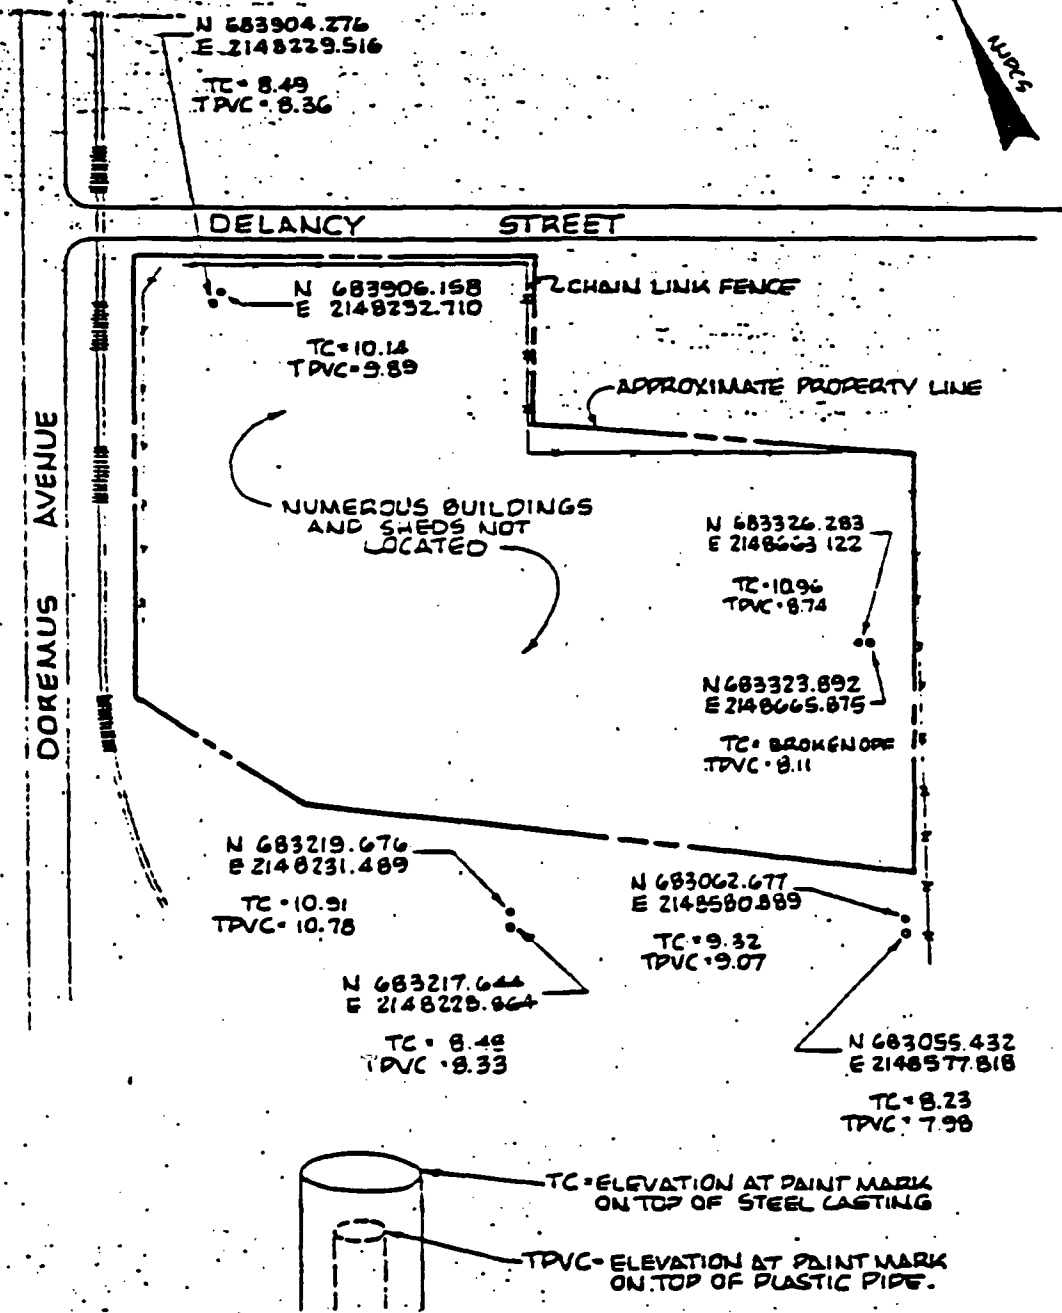 N 683904.276
E 2148229.516
TC= 8.49
TPVC= 8.36
NJPCS
DELANCY STREET
N 683906.158
E 2148232.710
TC=10.14
TPVC=9.89
CHAIN LINK FENCE
APPROXIMATE PROPERTY LINE
DOREMUS AVENUE
NUMEROUS BUILDINGS
AND SHEDS NOT
LOCATED
N 683326.283
E 2148663.122
TC=10.96
TPVC=8.74
N 683323.892
E 2148665.875
TC= BROKEN OFF
TPVC=8.11
N 683219.676
E 2148231.489
TC=10.91
TPVC=10.78
N 683062.677
E 2148580.889
TC=9.32
TPVC=9.07
N 683217.644
E 2148228.864
TC= 8.48
TPVC=8.33
N 683055.432
E 2148577.818
TC=8.23
TPVC=7.98
TC=ELEVATION AT PAINT MARK
ON TOP OF STEEL CASTING
TPVC=ELEVATION AT PAINT MARK
ON TOP OF PLASTIC PIPE.